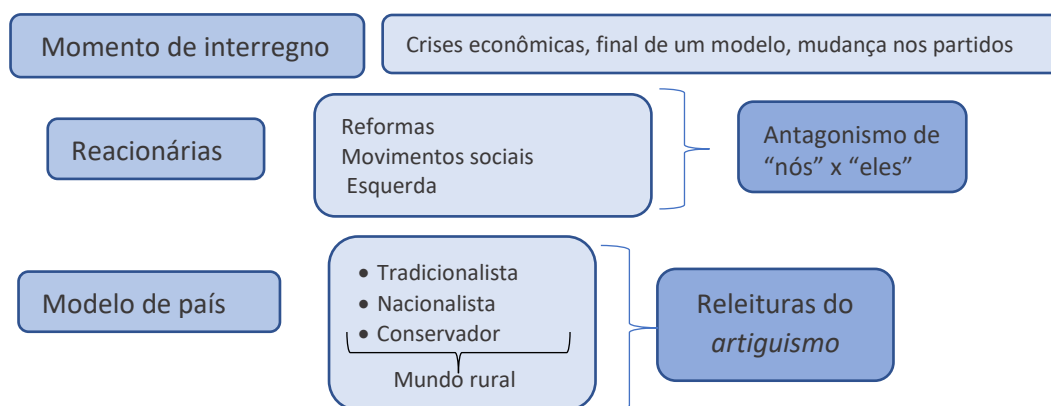 Momento de interregno
Crises econômicas, final de um modelo, mudança nos partidos
Reacionárias
Reformas
Movimentos sociais
Esquerda
Antagonismo de
“nós” x “eles”
Modelo de país
• Tradicionalista
• Nacionalista
• Conservador
Mundo rural
Releituras do
artiguismo